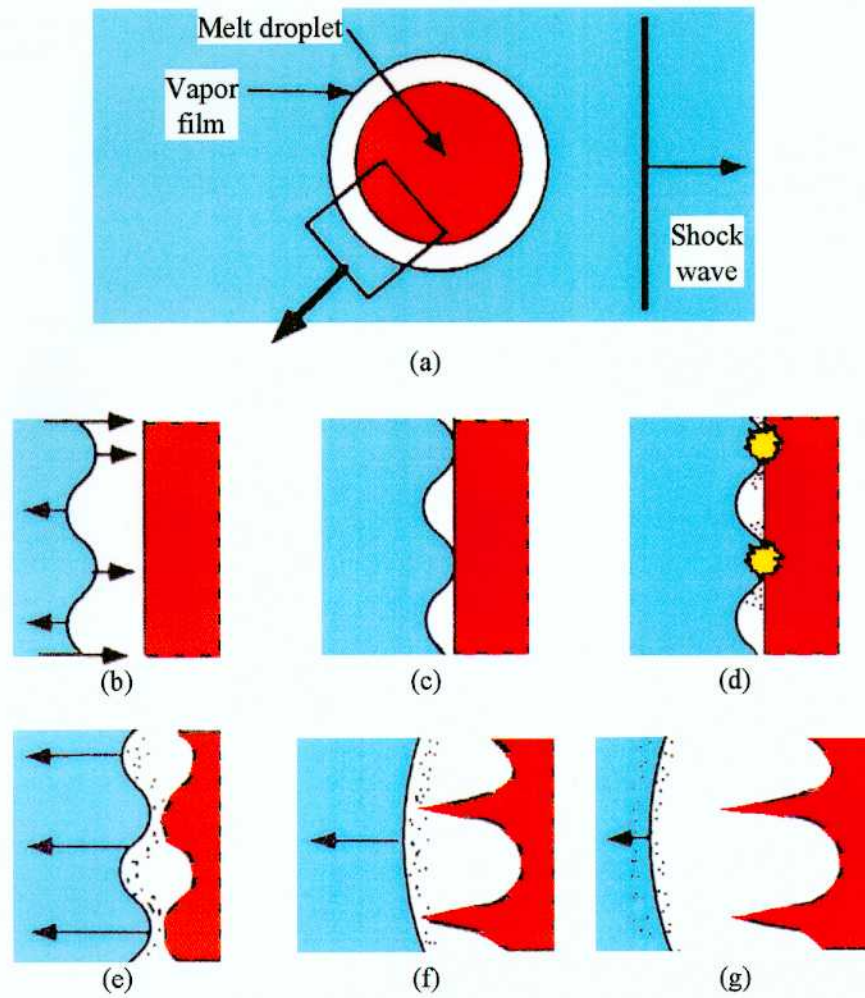 Melt droplet
Vapor
film
Shock
wave
(a)
(b)
(c)
(d)
(e)
(f)
(g)